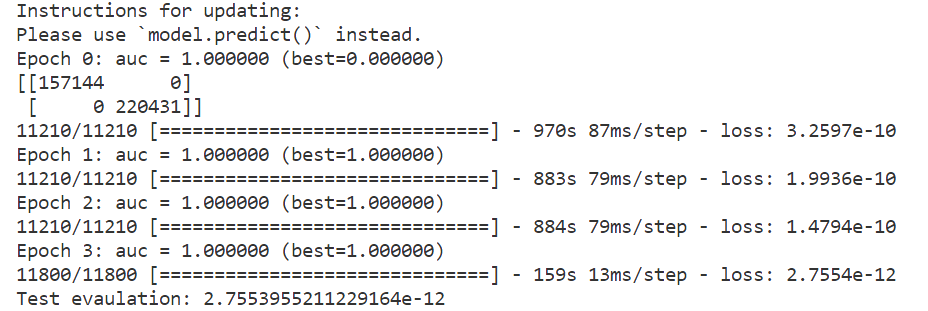 Instructions for updating:
Please use `model.predict()` instead.
Epoch 0: auc = 1.000000 (best=0.000000)
[[157144      0]
 [     0 220431]]
11210/11210 [==============================] - 970s 87ms/step - loss: 3.2597e-10
Epoch 1: auc = 1.000000 (best=1.000000)
11210/11210 [==============================] - 883s 79ms/step - loss: 1.9936e-10
Epoch 2: auc = 1.000000 (best=1.000000)
11210/11210 [==============================] - 884s 79ms/step - loss: 1.4794e-10
Epoch 3: auc = 1.000000 (best=1.000000)
11800/11800 [==============================] - 159s 13ms/step - loss: 2.7554e-12
Test evaulation: 2.7553955211229164e-12